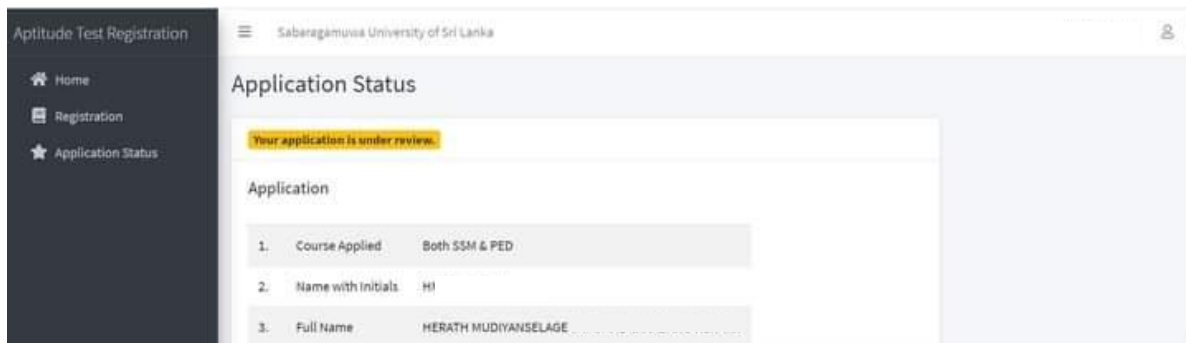 Aptitude Test Registration
Sabaragamuwa University of Sri Lanka
Home
Registration
Application Status
Application Status
Your application is under review.
Application
1. Course Applied Both SSM & PED
2. Name with Initials
3. Full Name HERATH MUDIYANSELAGE